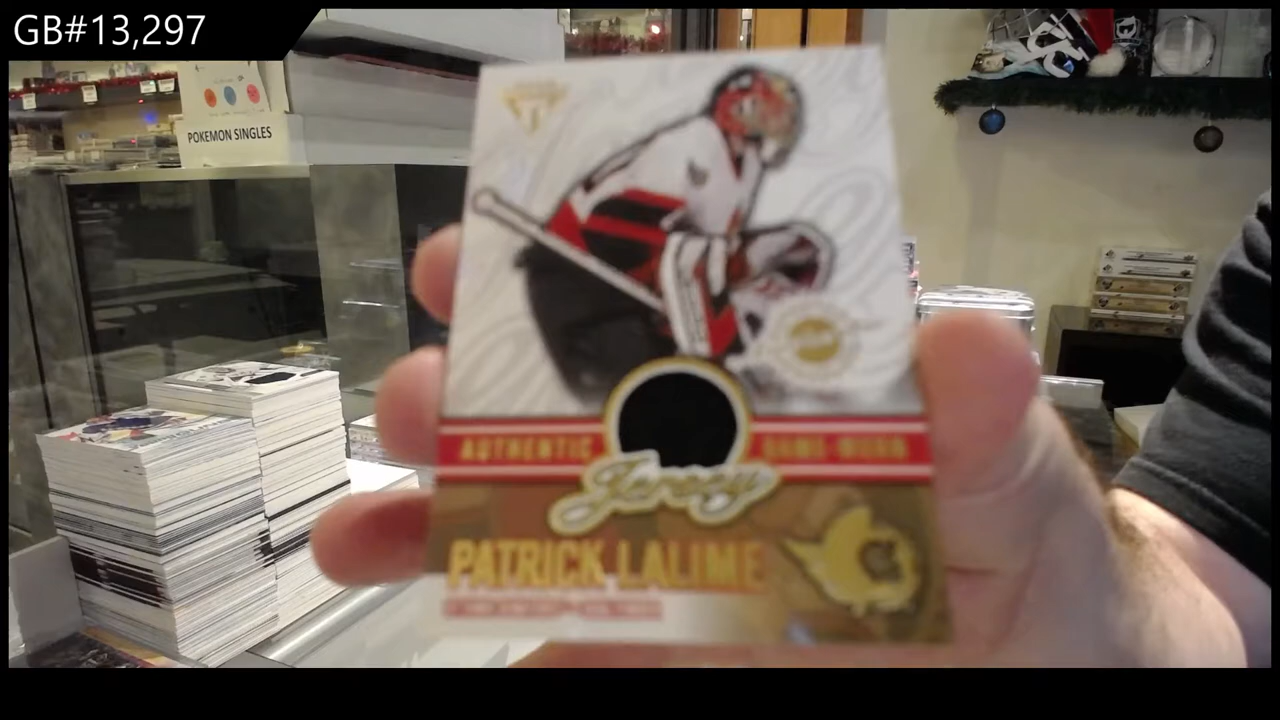 GB#13,297
POKEMON SINGLES
AUTHENTIC GAME-WORN
Jersey
PATRICK LALIME